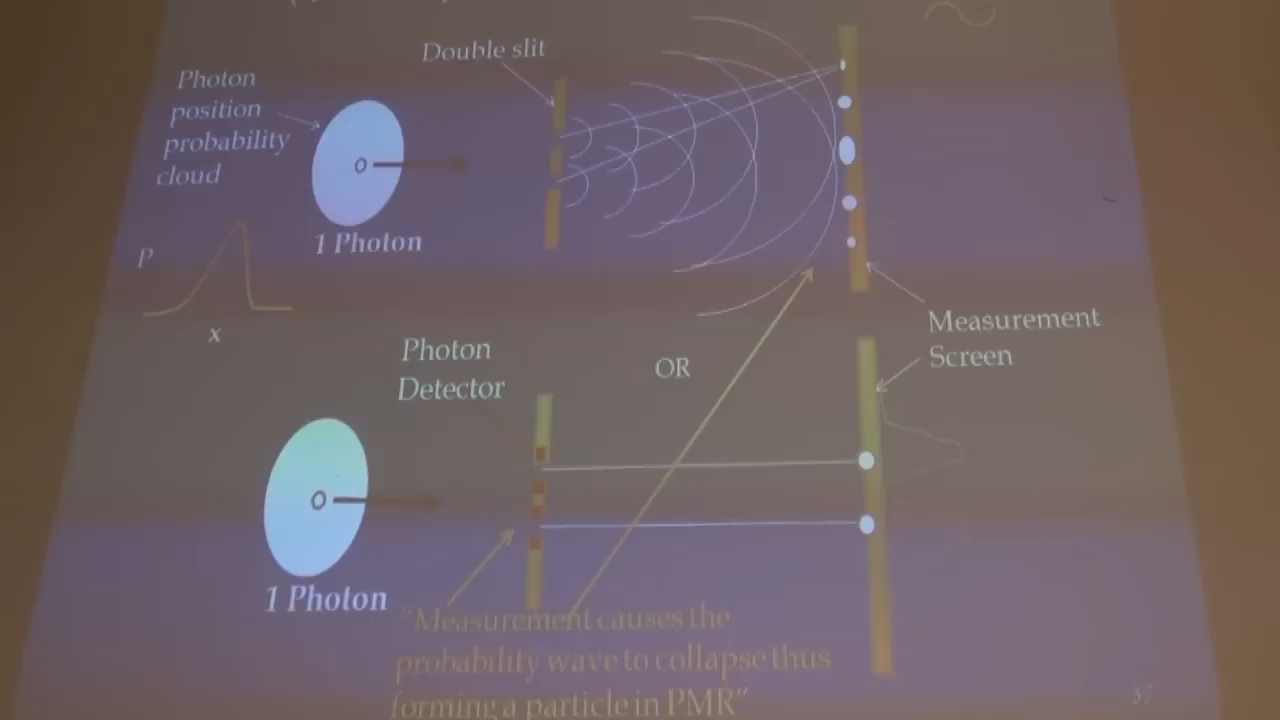 Double slit
Photon
position
probability
cloud
1 Photon
P
x
Measurement
Screen
Photon
Detector
OR
1 Photon
"Measurement causes the
probability wave to collapse thus
forming a particle in PMR"